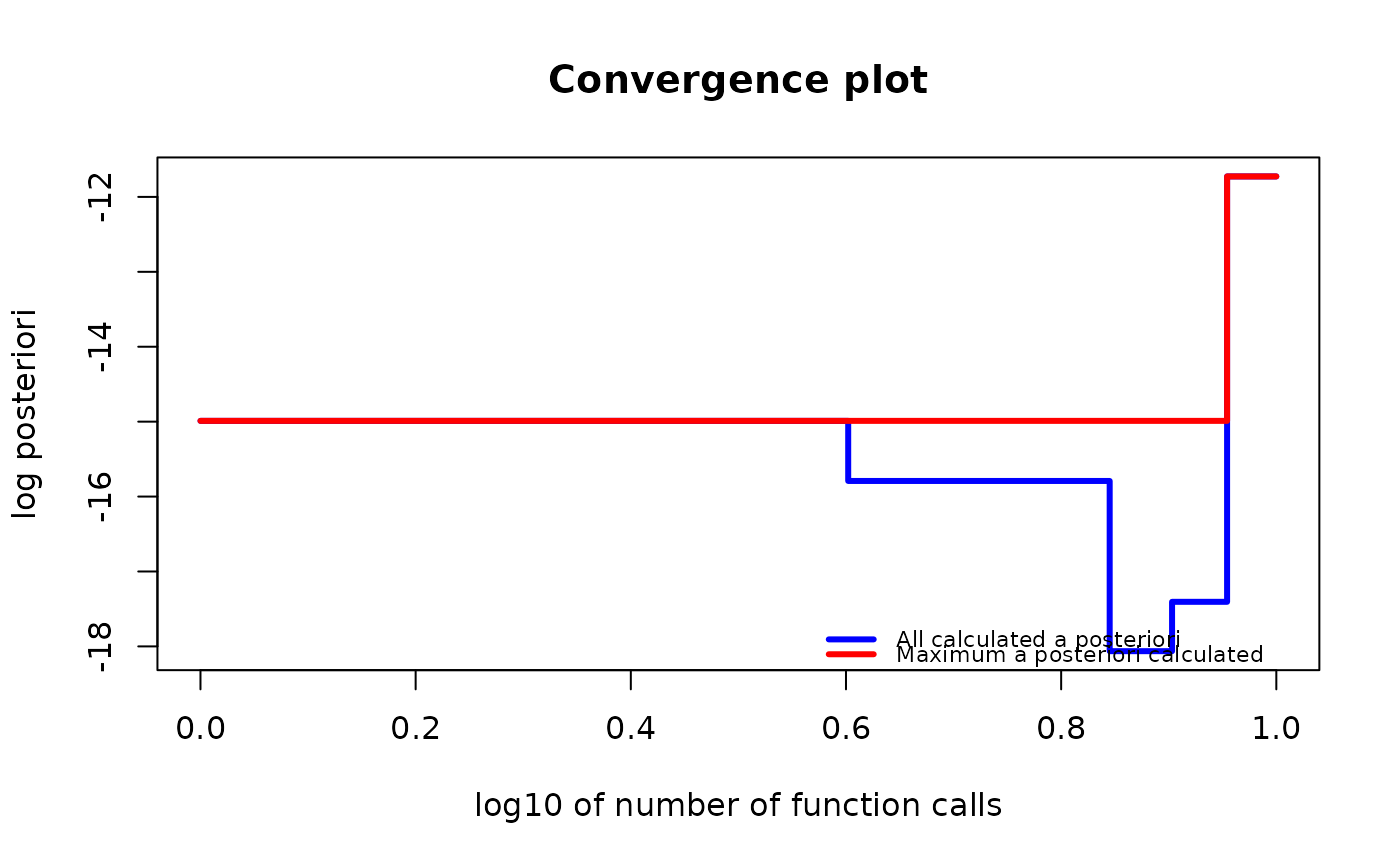 Convergence plot
log posteriori
-12
-14
-16
-18
All calculated a posteriori
Maximum a posteriori calculated
0.0 0.2 0.4 0.6 0.8 1.0
log10 of number of function calls